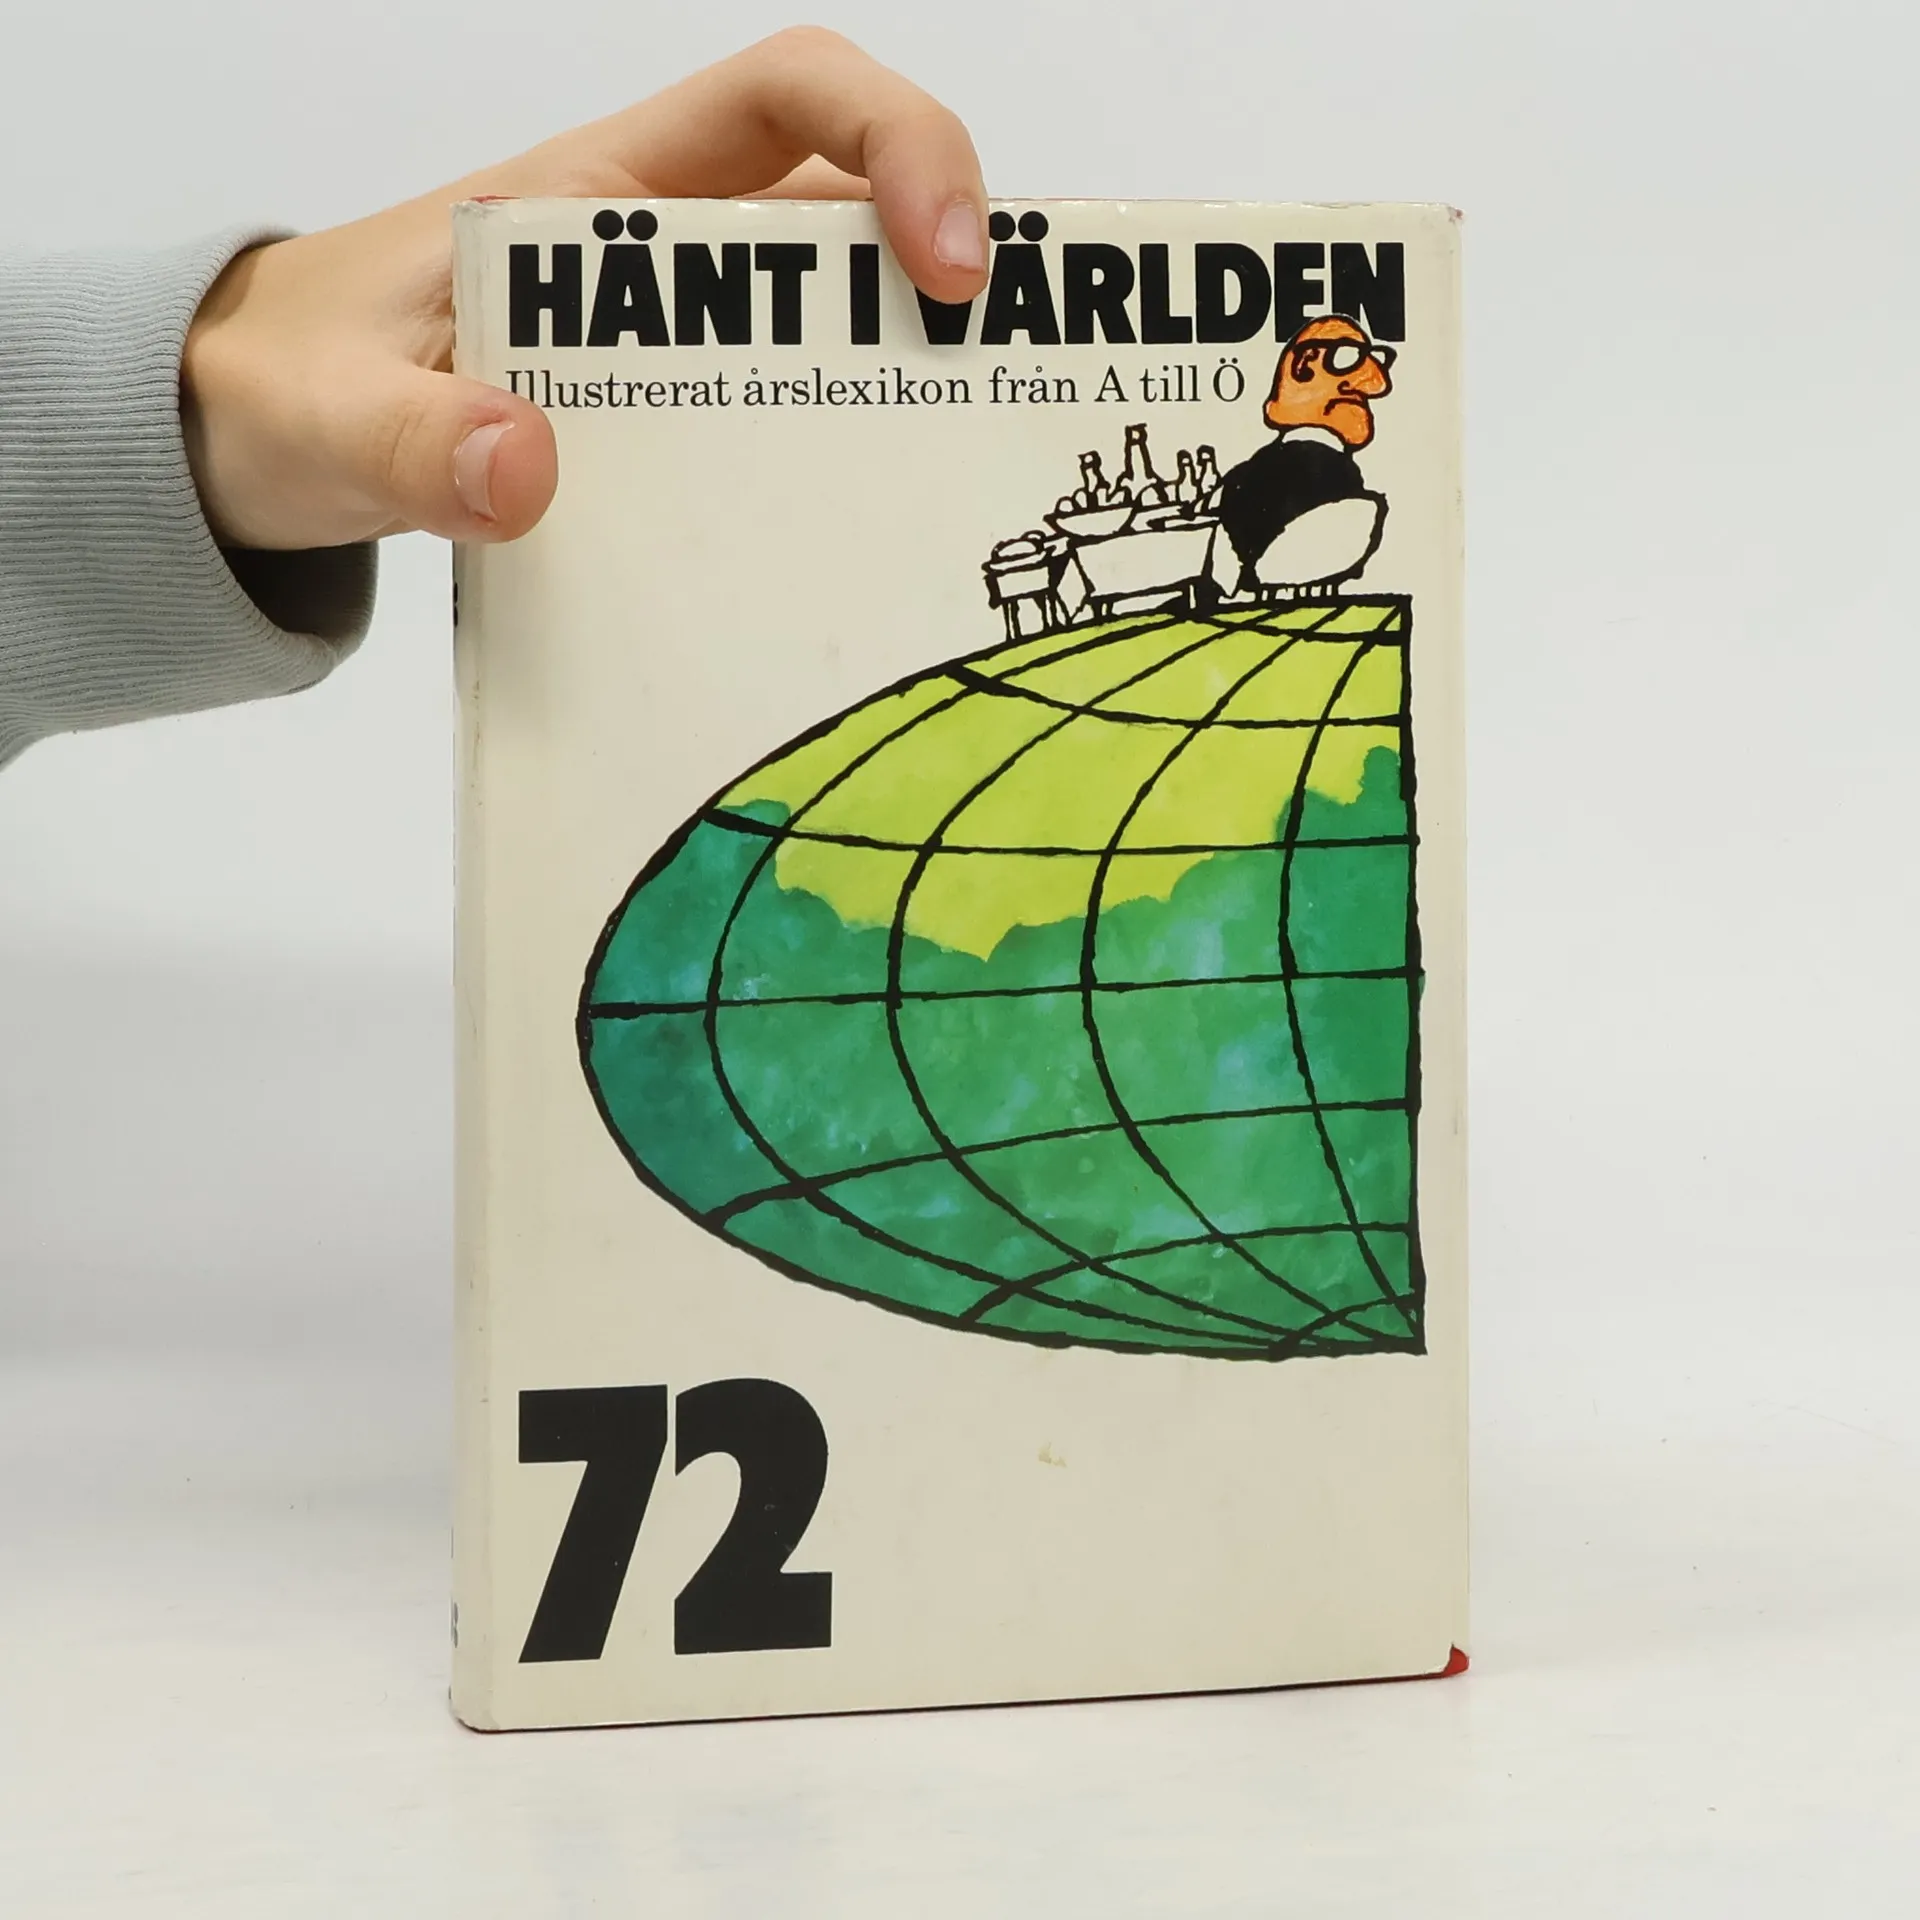 HÄNT I VÄRLDEN
Illustrerat årslexikon från A till Ö
72